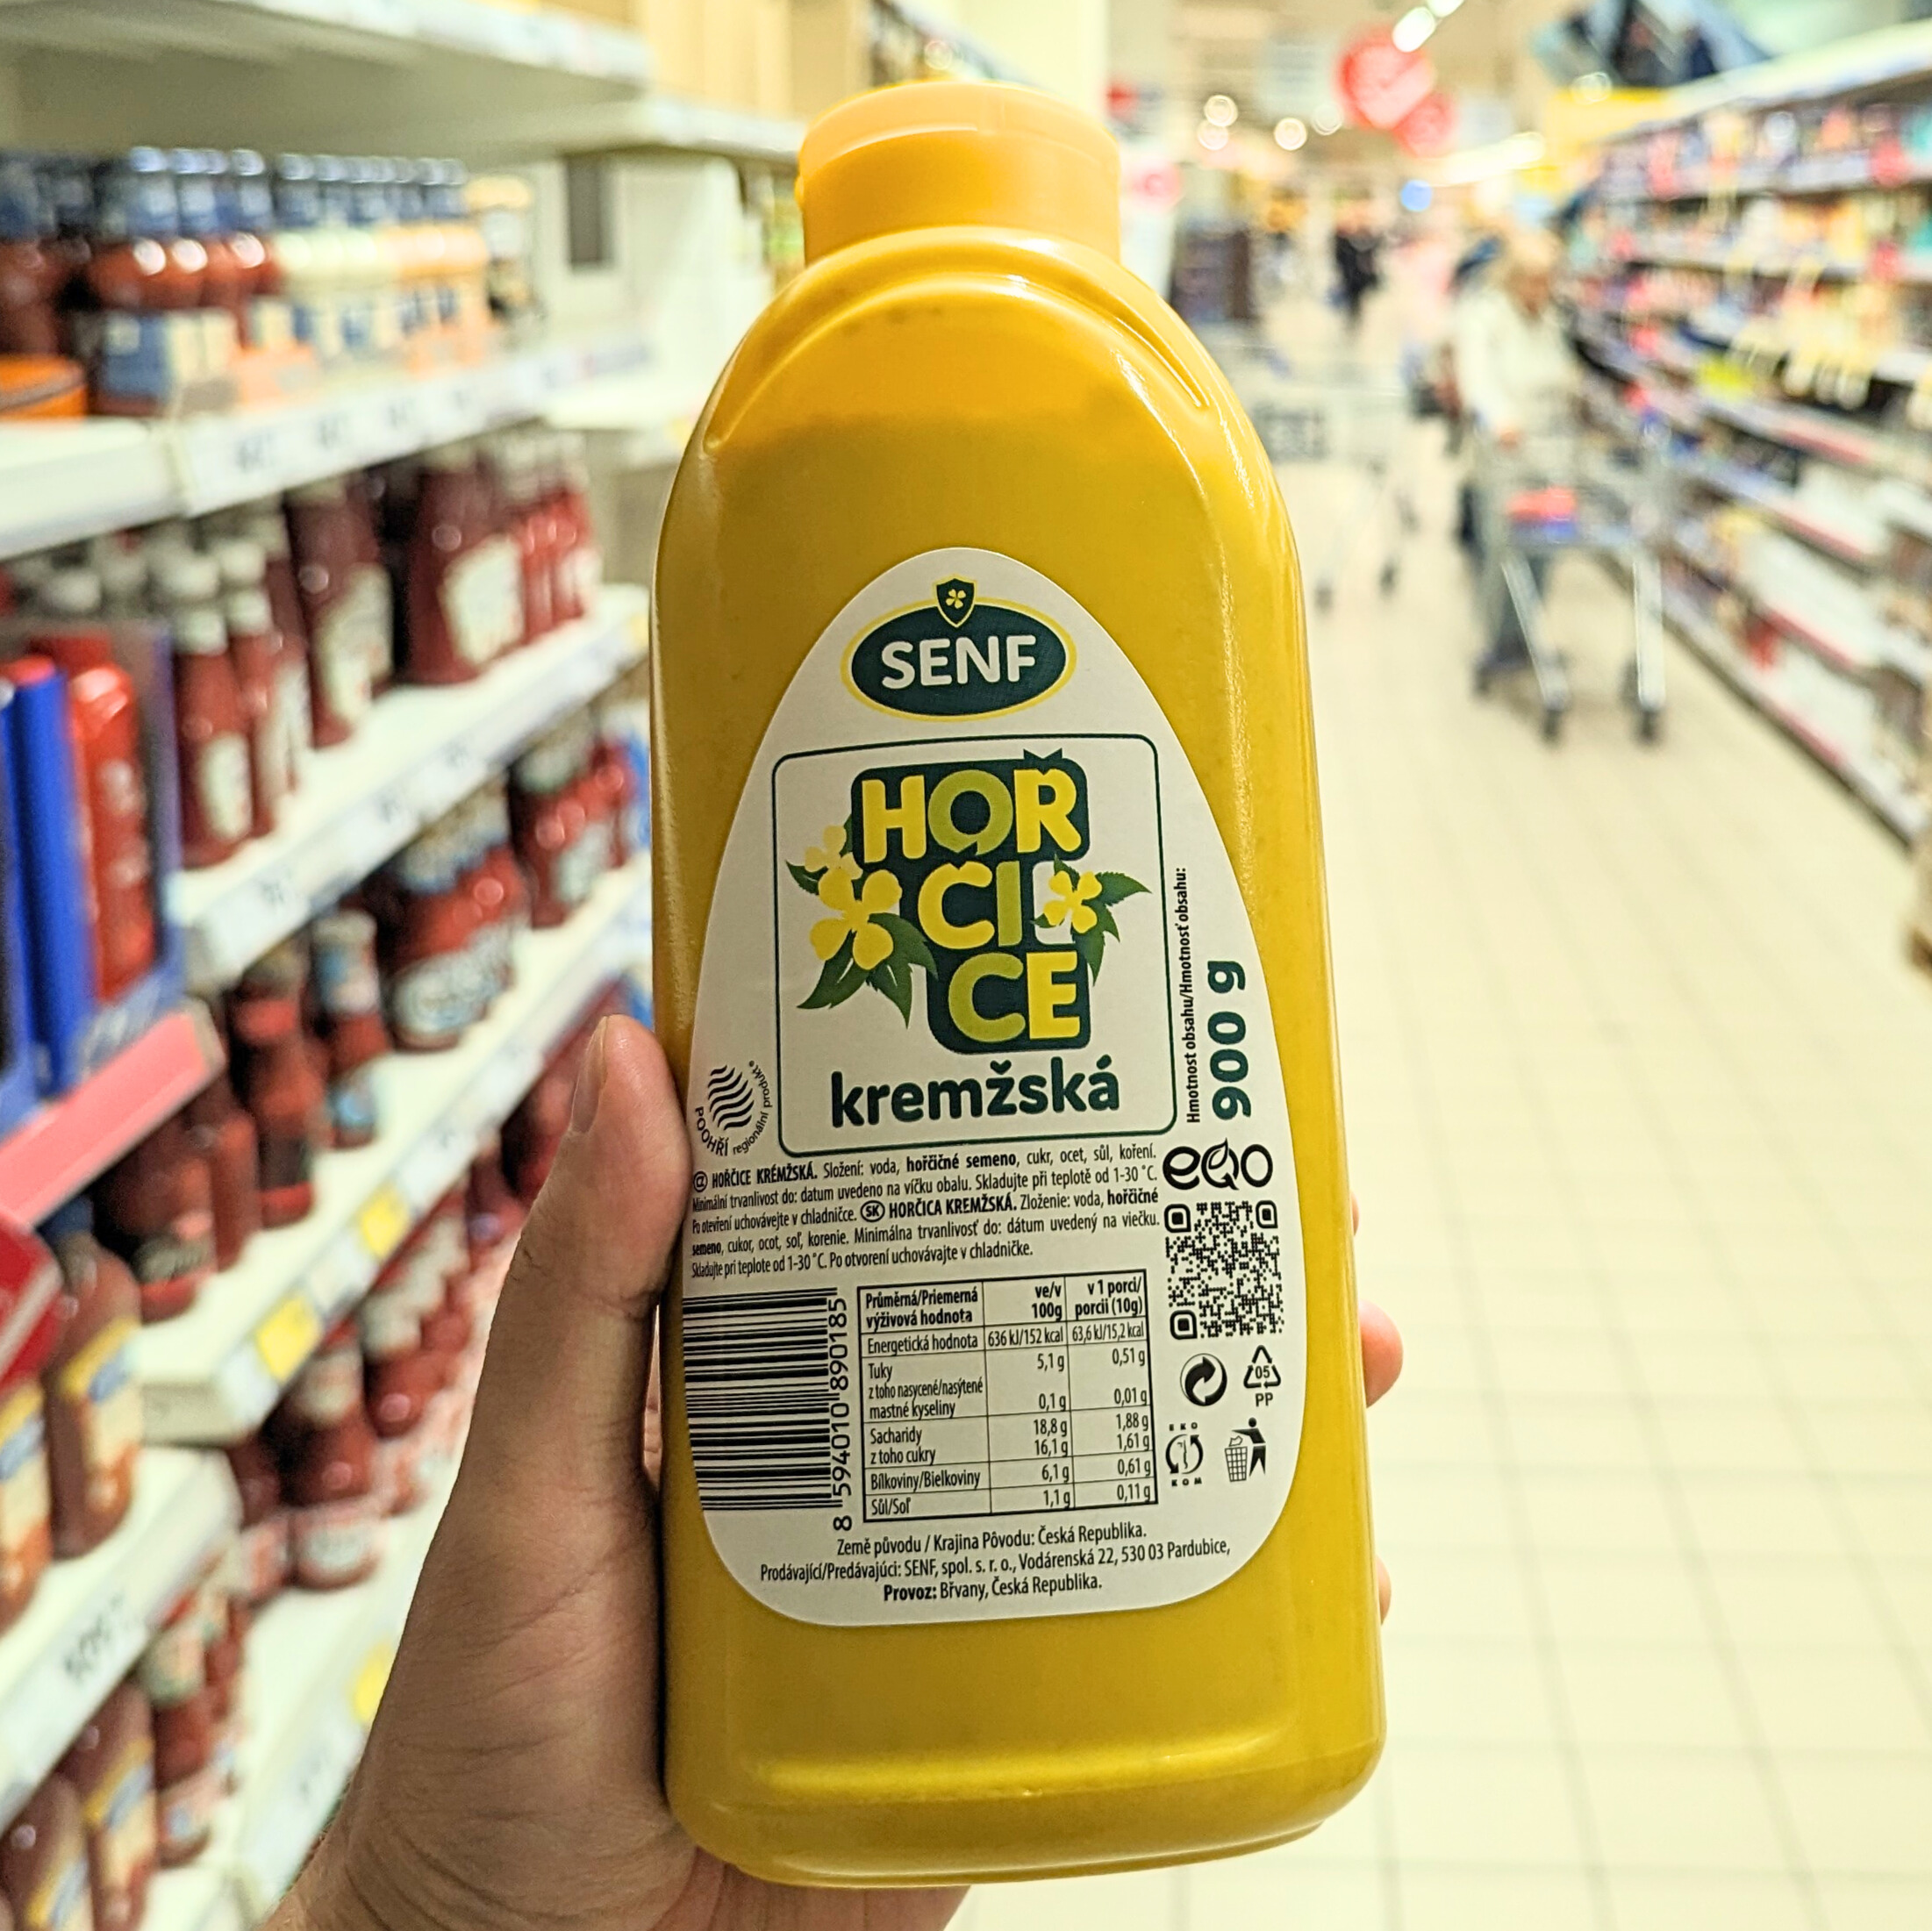 SENF
HOŘ
ČI
CE
kremžská
Hmotnost obsahu/Hmotnosť obsahu:
900 g
POOHŘÍ regionální produkt®
HOŘČICE KRÉMŽSKÁ. Složení: voda, hořčičné semeno, cukr, ocet, sůl, koření.
Minimální trvanlivost do: datum uvedeno na víčku obalu. Skladujte při teplotě od 1-30 °C.
Po otevření uchovávejte v chladničce. SK HORČICA KREMŽSKÁ. Zloženie: voda, hořčičné
semeno, cukor, ocot, soľ, korenie. Minimálna trvanlivosť do: dátum uvedený na viečku.
Skladujte pri teplote od 1-30 °C. Po otvorení uchovávajte v chladničke.
ego
Průměrná/Priemerná výživová hodnota ve/v 100g v 1 porci/porcii (10g)
Energetická hodnota 636 kJ/152 kcal 63,6 kJ/15,2 kcal
Tuky 5,1 g 0,51 g
z toho nasycené/nasýtené mastné kyseliny 0,1 g 0,01 g
Sacharidy 18,8 g 1,88 g
z toho cukry 16,1 g 1,61 g
Bílkoviny/Bielkoviny 6,1 g 0,61 g
Sůl/Soľ 1,1 g 0,11 g
8 594010 890185
05
PP
EKO
KOM
Země původu / Krajina Pôvodu: Česká Republika.
Prodávající/Predávajúci: SENF, spol. s. r. o., Vodárenská 22, 530 03 Pardubice,
Provoz: Břvany, Česká Republika.